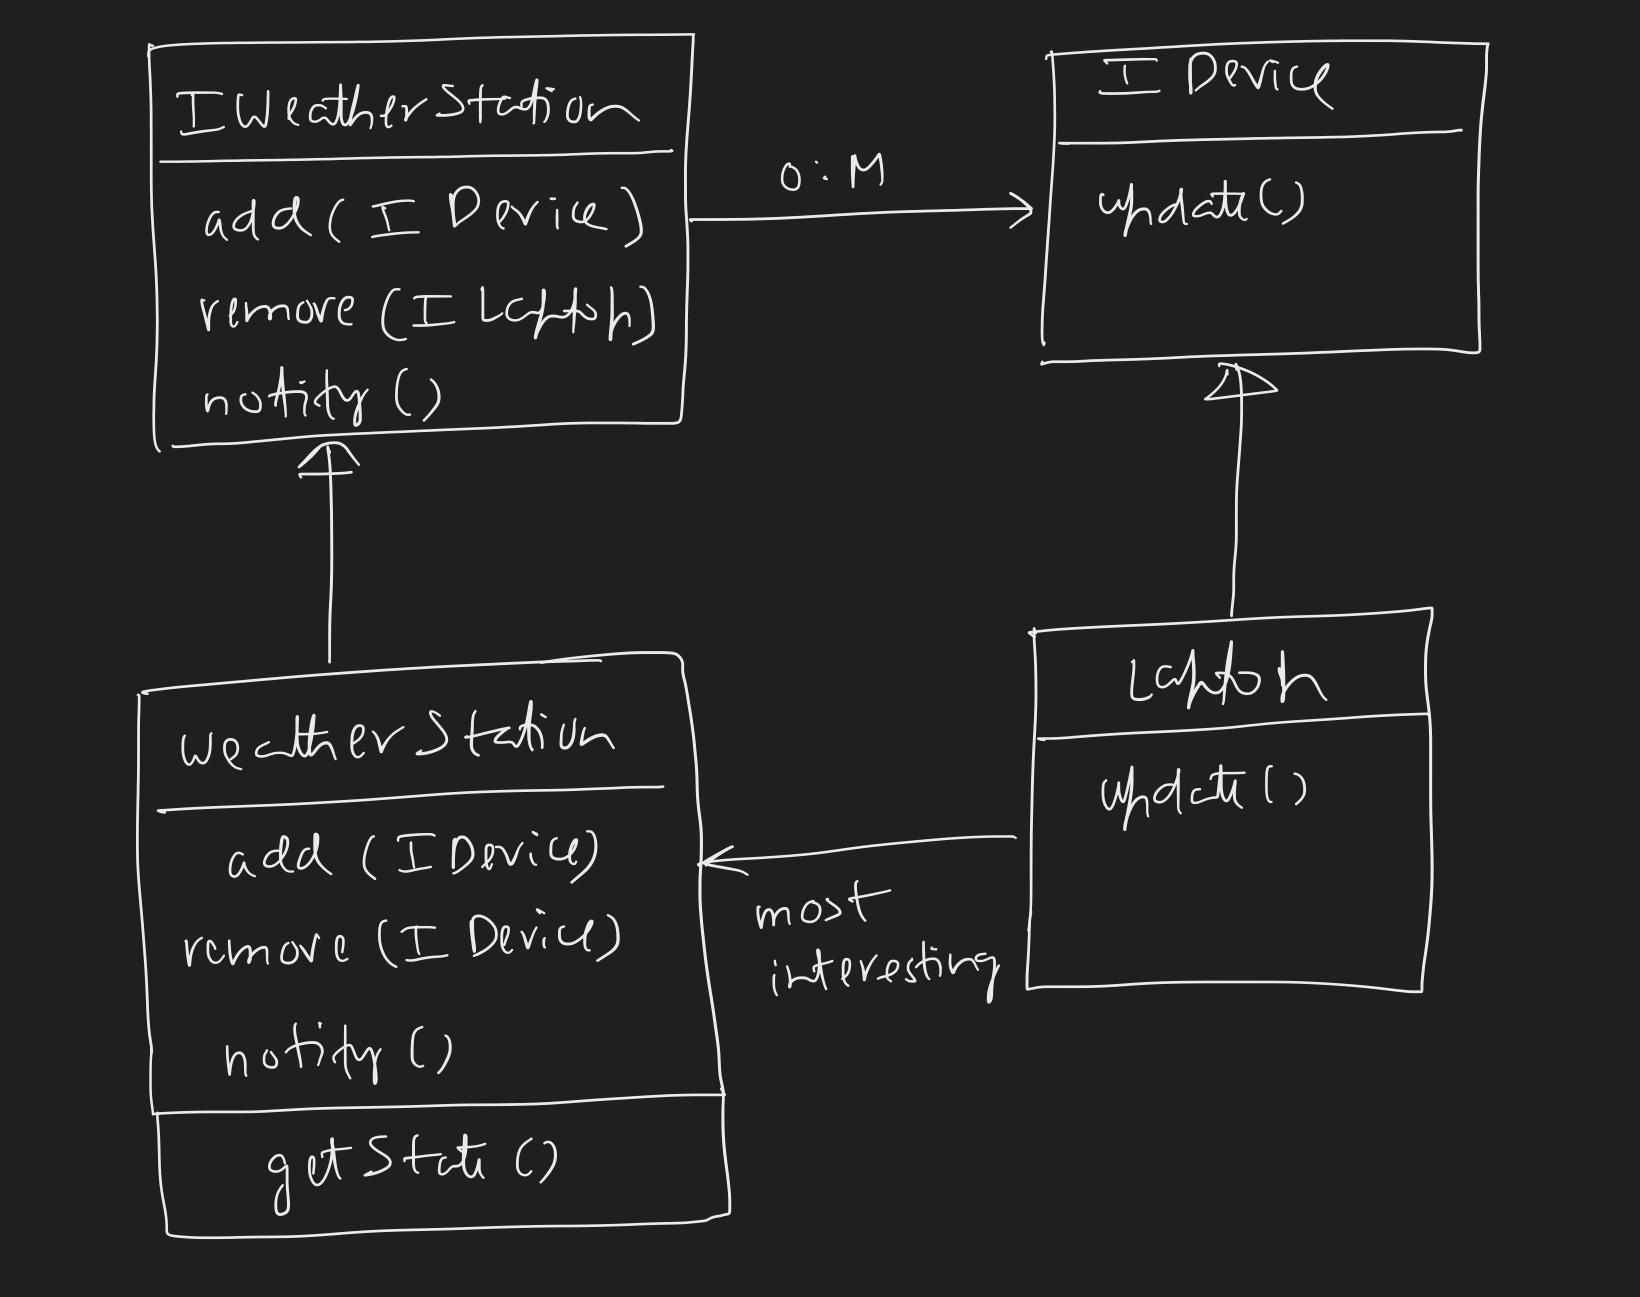 IWeatherStation
add(IDevice)
remove(ILaptop)
notify()
0:M
IDevice
update()
WeatherStation
add(IDevice)
remove(IDevice)
notify()
getState()
most
interesting
Laptop
update()